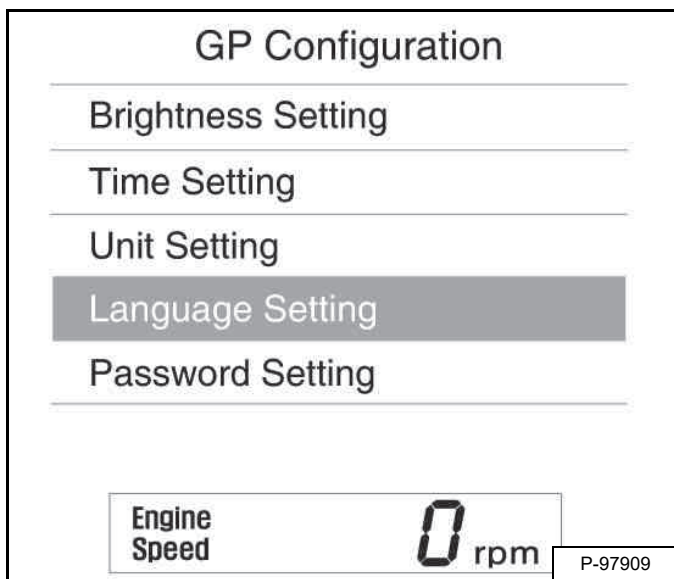 GP Configuration
Brightness Setting
Time Setting
Unit Setting
Language Setting
Password Setting
Engine
Speed
0 rpm
P-97909